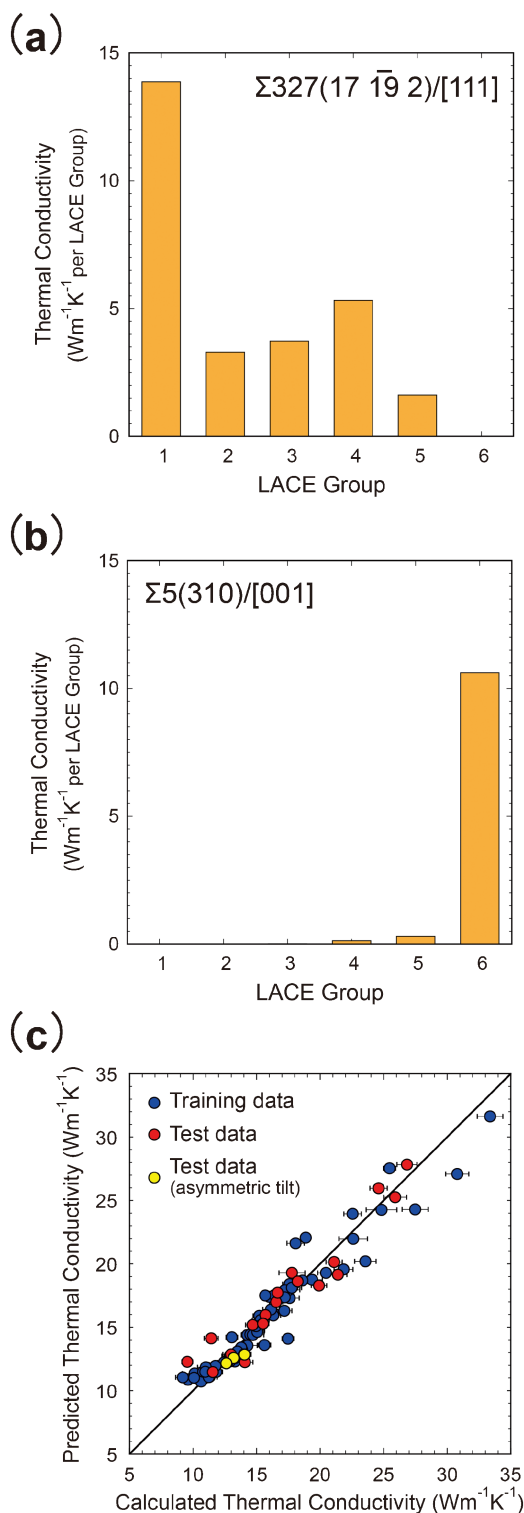 (a)
15
Σ327(17 1̅9̅ 2)/[111]
10
5
0
Thermal Conductivity
(Wm⁻¹K⁻¹ per LACE Group)
1 2 3 4 5 6
LACE Group
(b)
15
Σ5(310)/[001]
10
5
0
Thermal Conductivity
(Wm⁻¹K⁻¹ per LACE Group)
1 2 3 4 5 6
LACE Group
(c)
35
30
25
20
15
10
5
Predicted Thermal Conductivity (Wm⁻¹K⁻¹)
Training data
Test data
Test data
(asymmetric tilt)
5 10 15 20 25 30 35
Calculated Thermal Conductivity (Wm⁻¹K⁻¹)